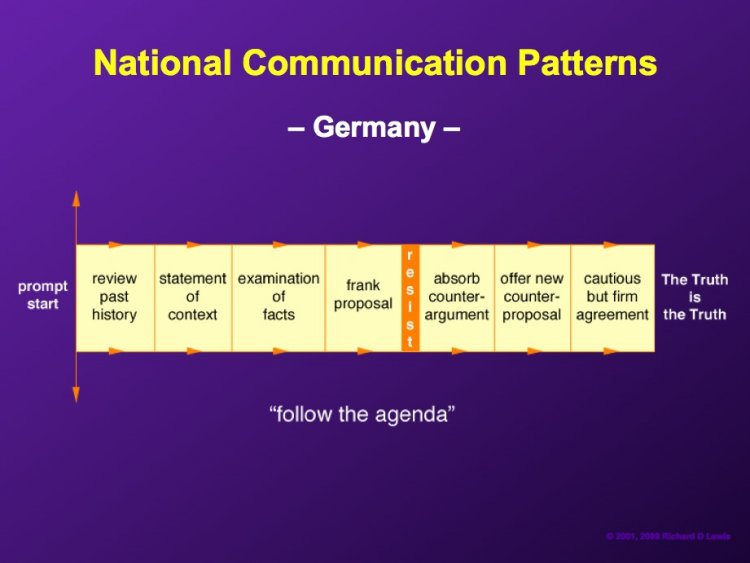 National Communication Patterns
– Germany –
prompt
start
review
past
history
statement
of
context
examination
of
facts
frank
proposal
resist
absorb
counter-
argument
offer new
counter-
proposal
cautious
but firm
agreement
The Truth
is
the Truth
“follow the agenda”
© 2001, 2003 Richard D Lewis